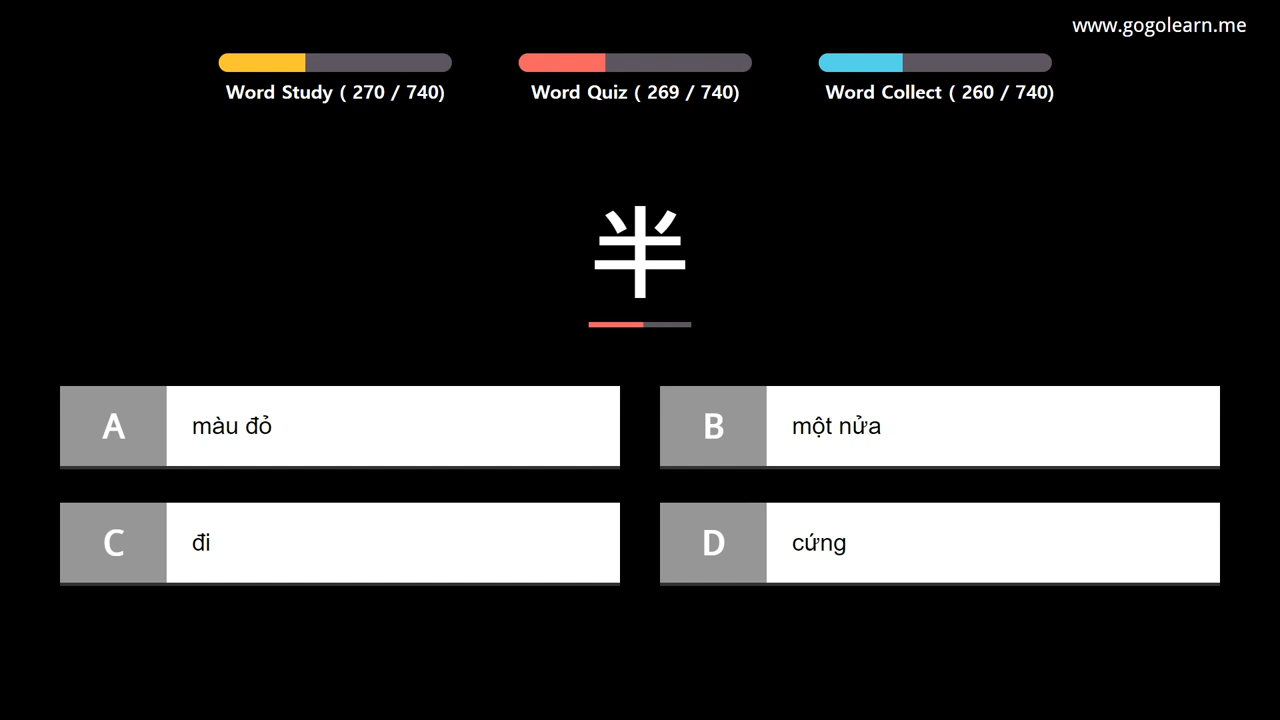 www.gogolearn.me
Word Study ( 270 / 740)
Word Quiz ( 269 / 740)
Word Collect ( 260 / 740)
半
A màu đỏ
B một nửa
C đi
D cứng